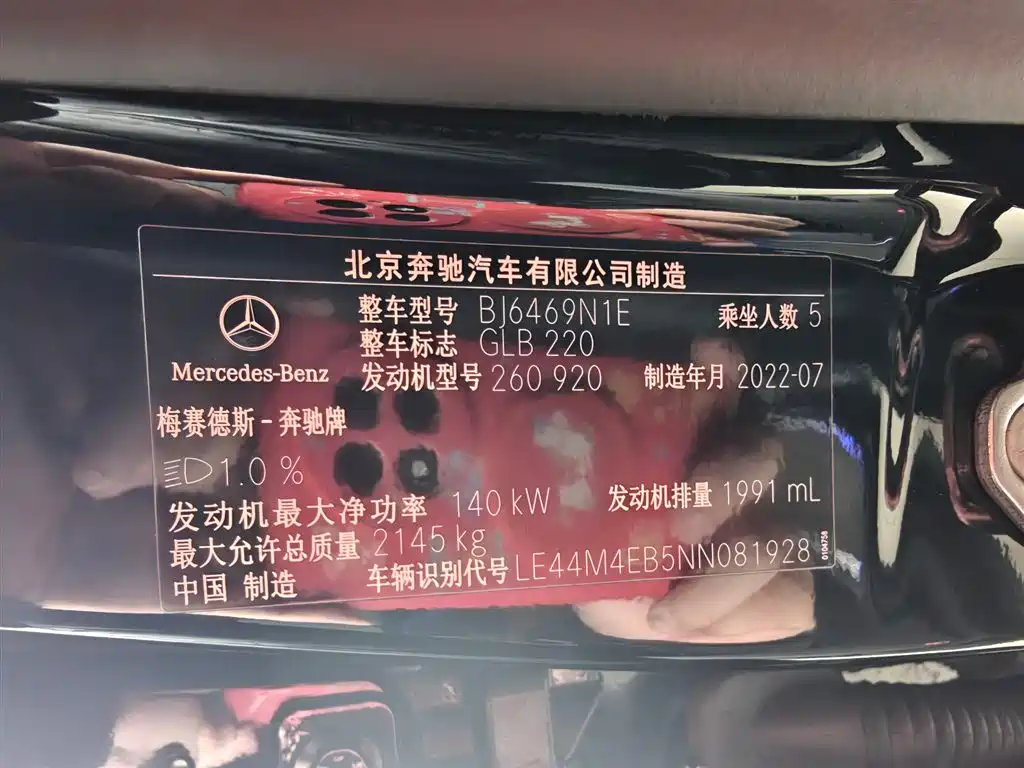 北京奔驰汽车有限公司制造
整车型号 BJ6469N1E 乘坐人数 5
整车标志 GLB 220
Mercedes-Benz 发动机型号 260 920 制造年月 2022-07
梅赛德斯-奔驰牌
1.0 %
发动机最大净功率 140 kW 发动机排量 1991 mL
最大允许总质量 2145 kg
中国 制造 车辆识别代号 LE44M4EB5NN081928
0104758